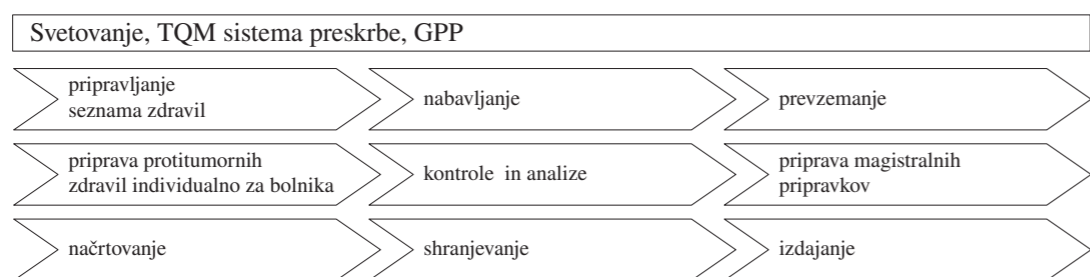 Svetovanje, TQM sistema preskrbe, GPP
pripravljanje
seznama zdravil
nabavljanje
prevzemanje
priprava protitumornih
zdravil individualno za bolnika
kontrole in analize
priprava magistralnih
pripravkov
načrtovanje
shranjevanje
izdajanje